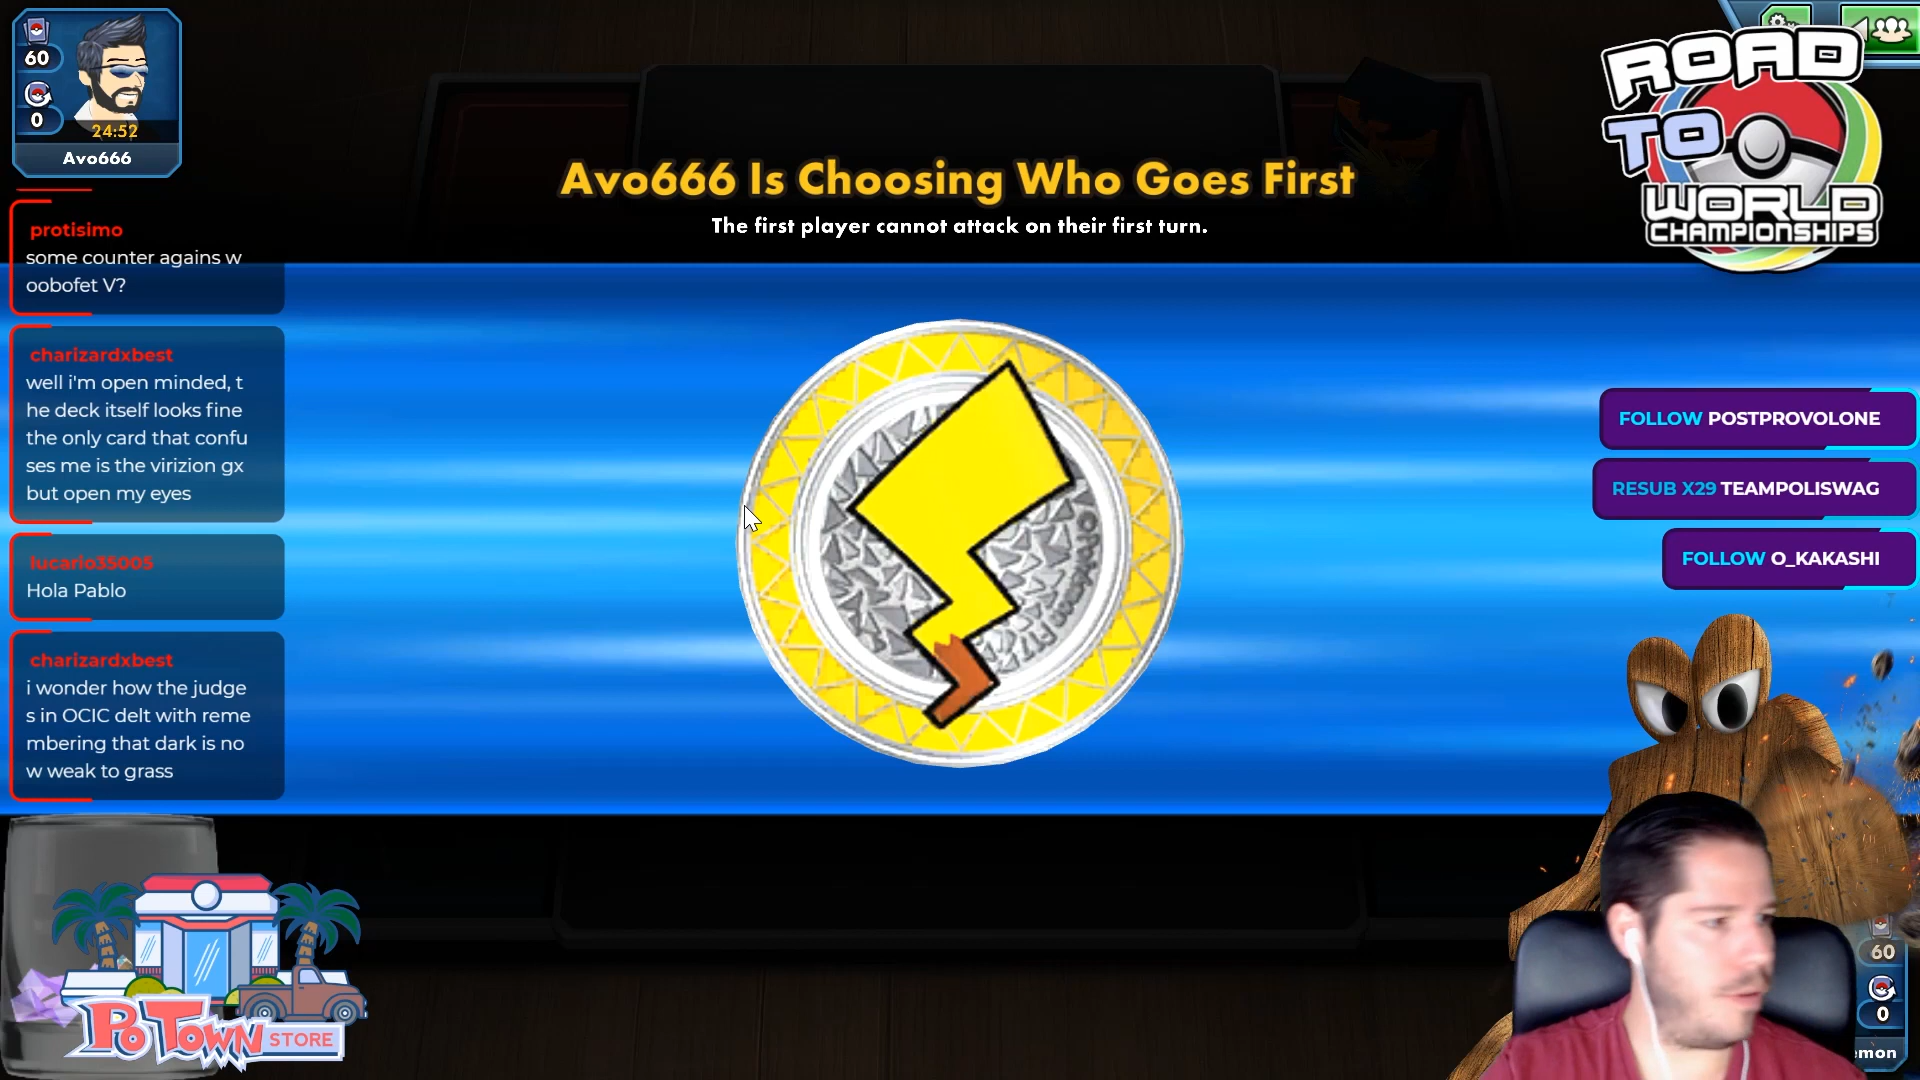 60
0
24:52
Avo666
Avo666 Is Choosing Who Goes First
The first player cannot attack on their first turn.
ROAD
TO
WORLD
CHAMPIONSHIPS
protisimo
some counter agains w
oobofet V?
charizardxbest
well i'm open minded, t
he deck itself looks fine
the only card that confu
ses me is the virizion gx
but open my eyes
lucario35005
Hola Pablo
charizardxbest
i wonder how the judge
s in OCIC delt with reme
mbering that dark is no
w weak to grass
FOLLOW POSTPROVOLONE
RESUB X29 TEAMPOLISWAG
FOLLOW O_KAKASHI
POTOWN
STORE
60
0
emon